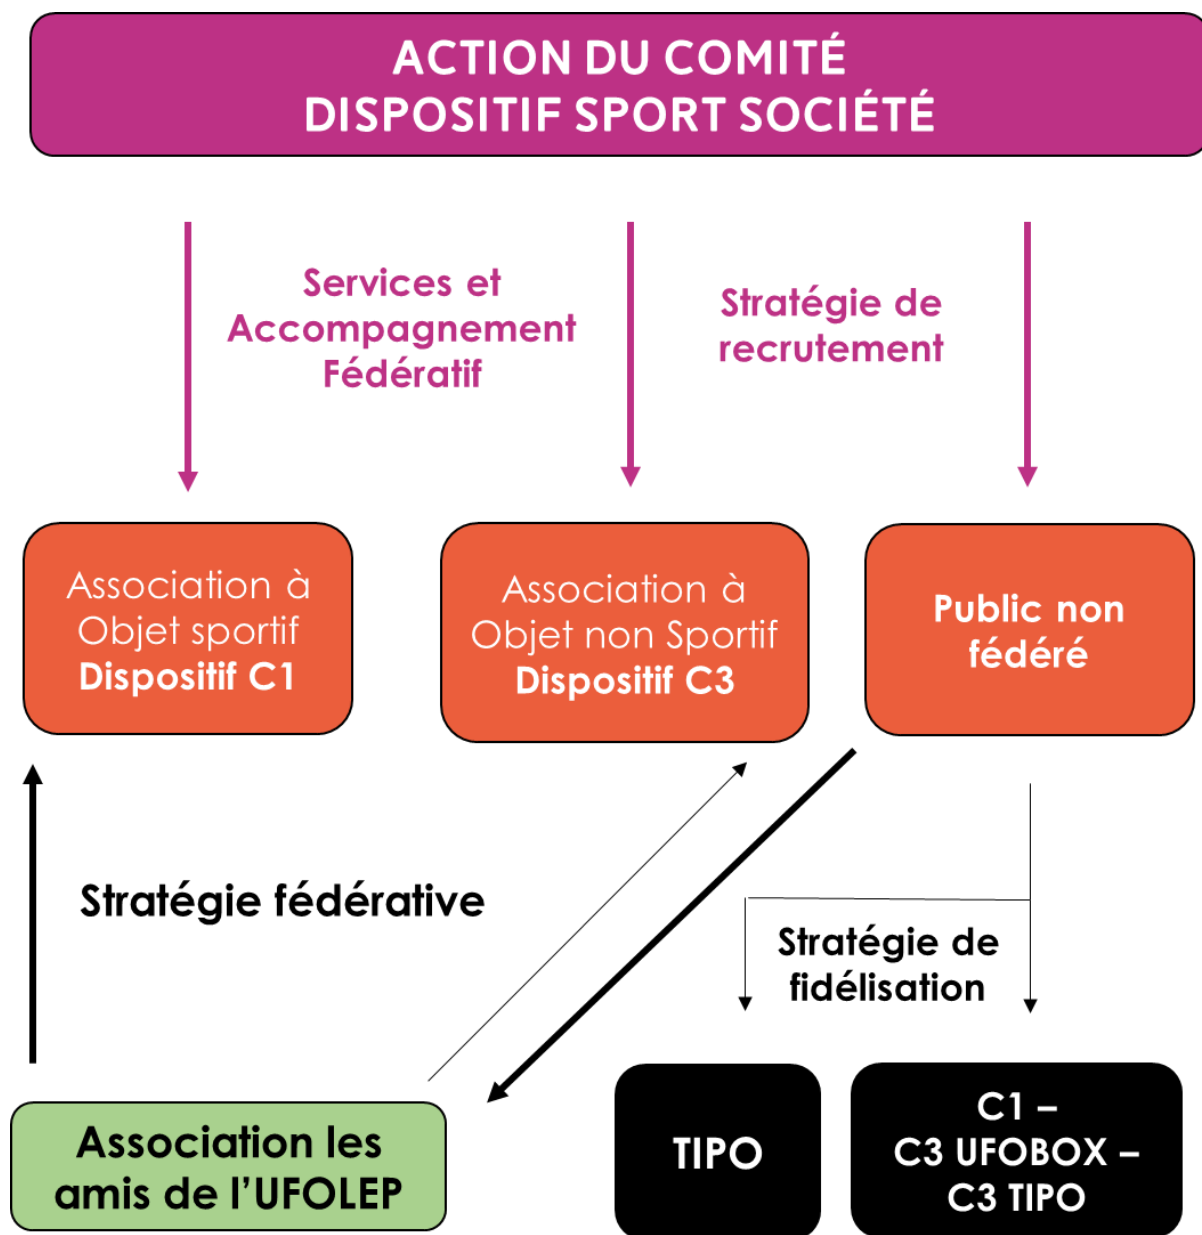 ACTION DU COMITÉ
DISPOSITIF SPORT SOCIÉTÉ
Services et
Accompagnement
Fédératif
Stratégie de
recrutement
Association à
Objet sportif
Dispositif C1
Association à
Objet non Sportif
Dispositif C3
Public non
fédéré
Stratégie fédérative
Stratégie de
fidélisation
Association les
amis de l'UFOLEP
TIPO
C1 –
C3 UFOBOX –
C3 TIPO